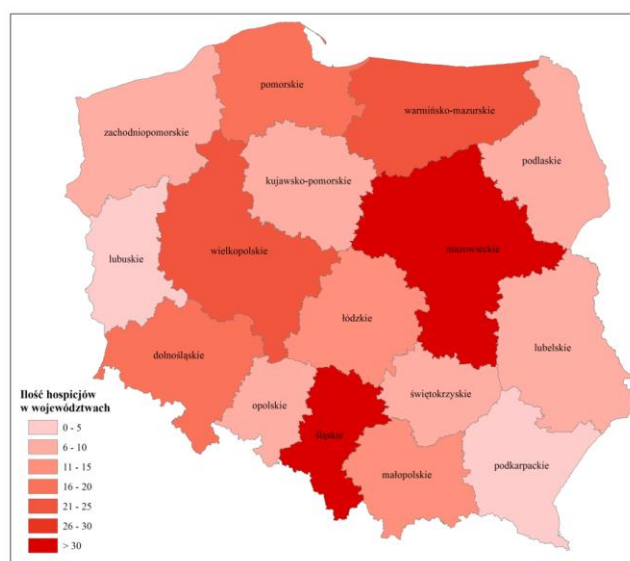 pomorskie
warmińsko-mazurskie
zachodniopomorskie
podlaskie
kujawsko-pomorskie
mazowieckie
wielkopolskie
lubuskie
łódzkie
lubelskie
dolnośląskie
świętokrzyskie
opolskie
śląskie
podkarpackie
małopolskie
Ilość hospicjów
w województwach
0 - 5
6 - 10
11 - 15
16 - 20
21 - 25
26 - 30
> 30